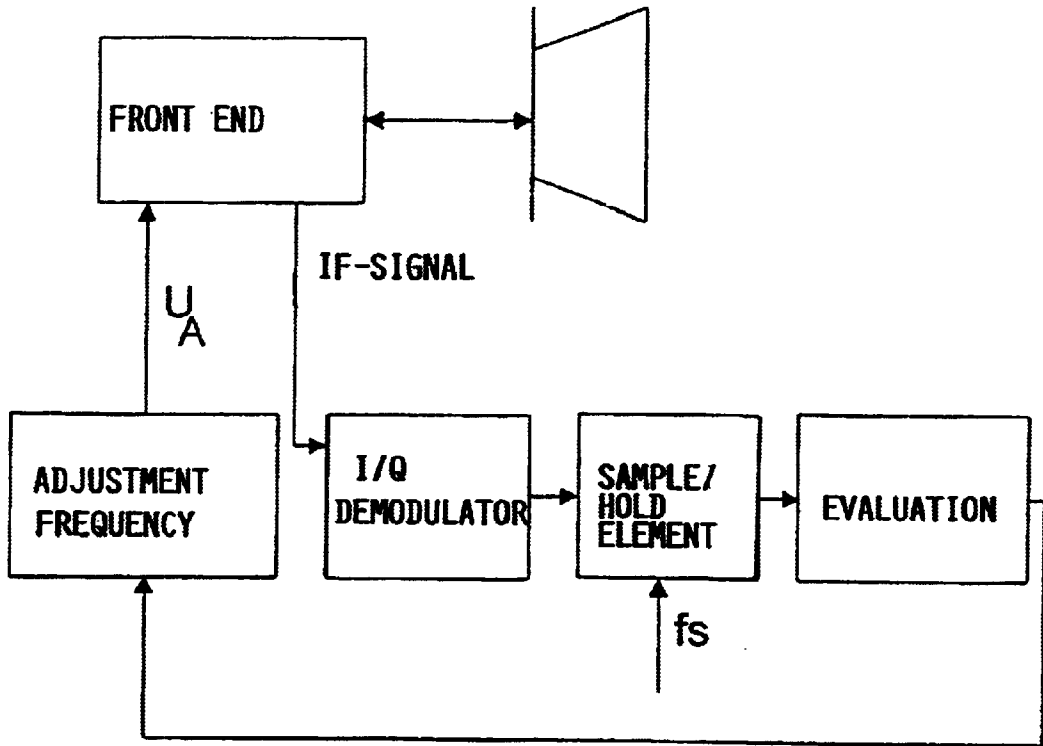 FRONT END
IF-SIGNAL
U
A
ADJUSTMENT
FREQUENCY
I/Q
DEMODULATOR
SAMPLE/
HOLD
ELEMENT
EVALUATION
fs